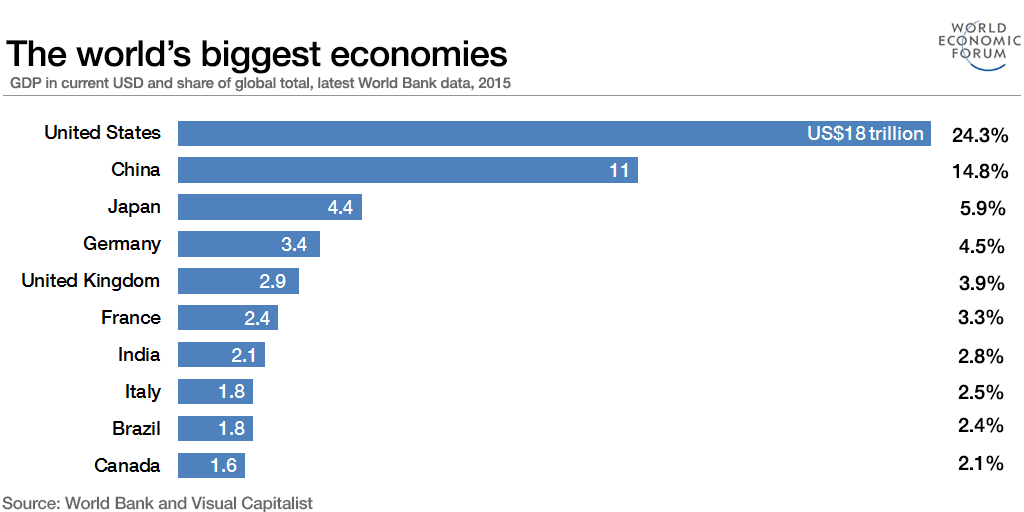 WORLD
ECONOMIC
FORUM
The world's biggest economies
GDP in current USD and share of global total, latest World Bank data, 2015
United States US$18 trillion 24.3%
China 11 14.8%
Japan 4.4 5.9%
Germany 3.4 4.5%
United Kingdom 2.9 3.9%
France 2.4 3.3%
India 2.1 2.8%
Italy 1.8 2.5%
Brazil 1.8 2.4%
Canada 1.6 2.1%
Source: World Bank and Visual Capitalist